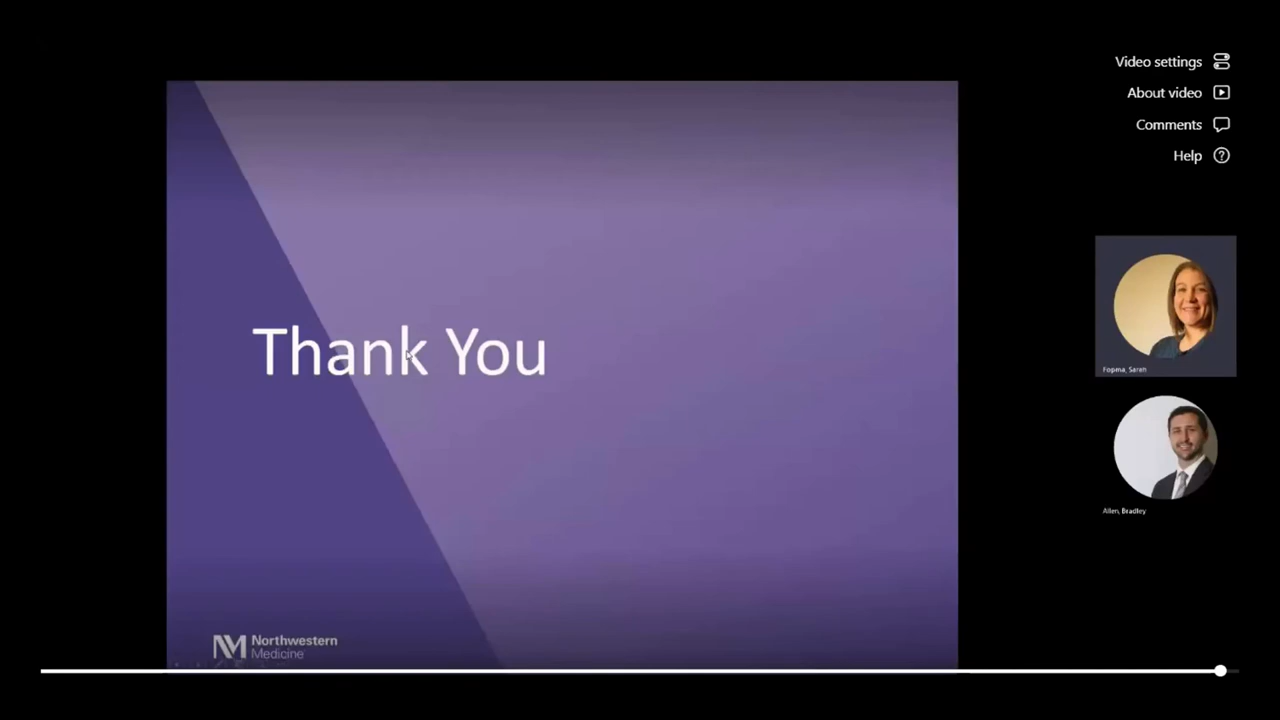 Video settings
About video
Comments
Help
Thank You
Fopma, Sarah
Allen, Bradley
Northwestern
Medicine